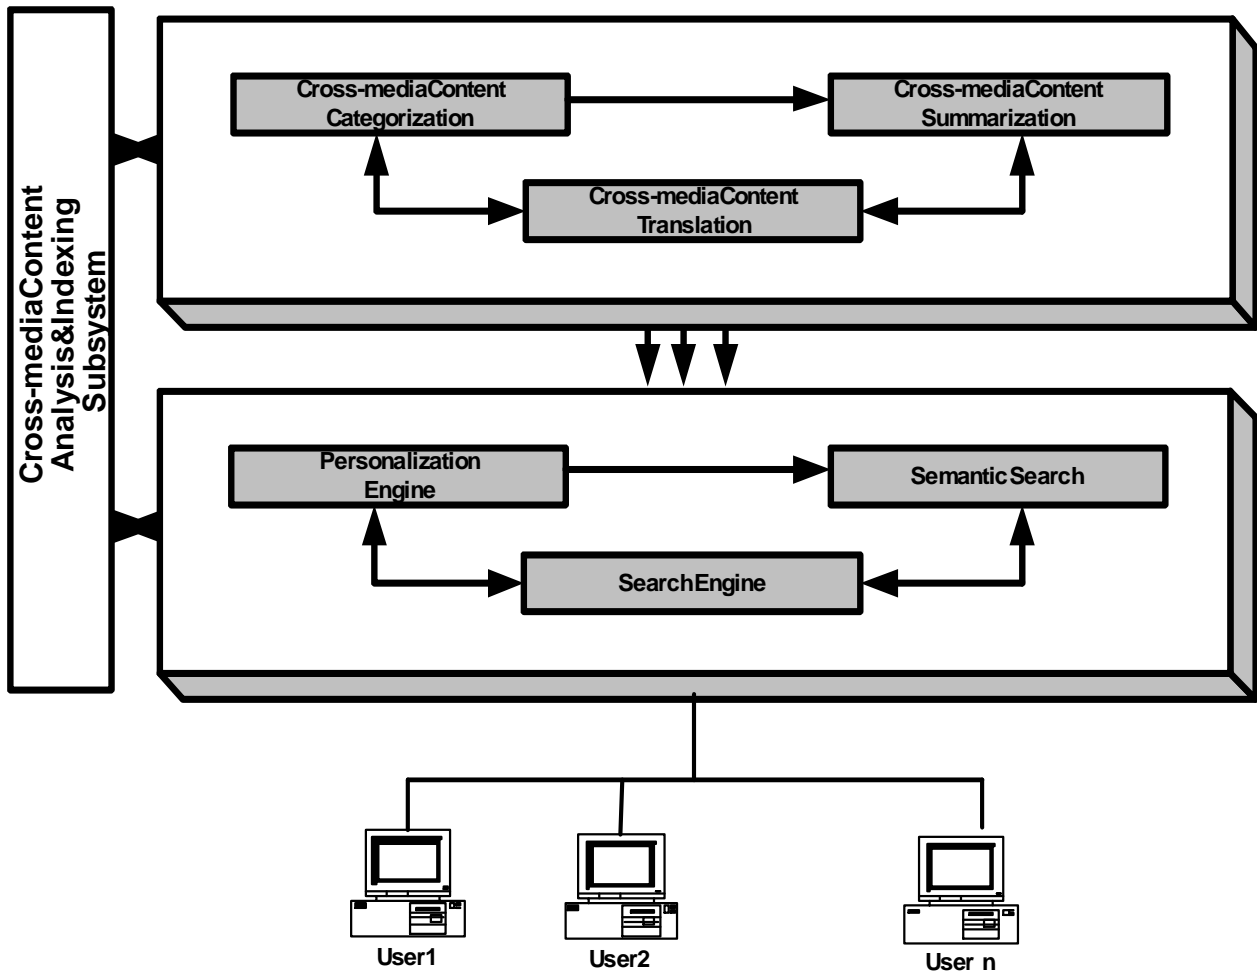 Cross-mediaContent
Analysis&Indexing
Subsystem
Cross-mediaContent
Categorization
Cross-mediaContent
Summarization
Cross-mediaContent
Translation
Personalization
Engine
SemanticSearch
SearchEngine
User1
User2
User n